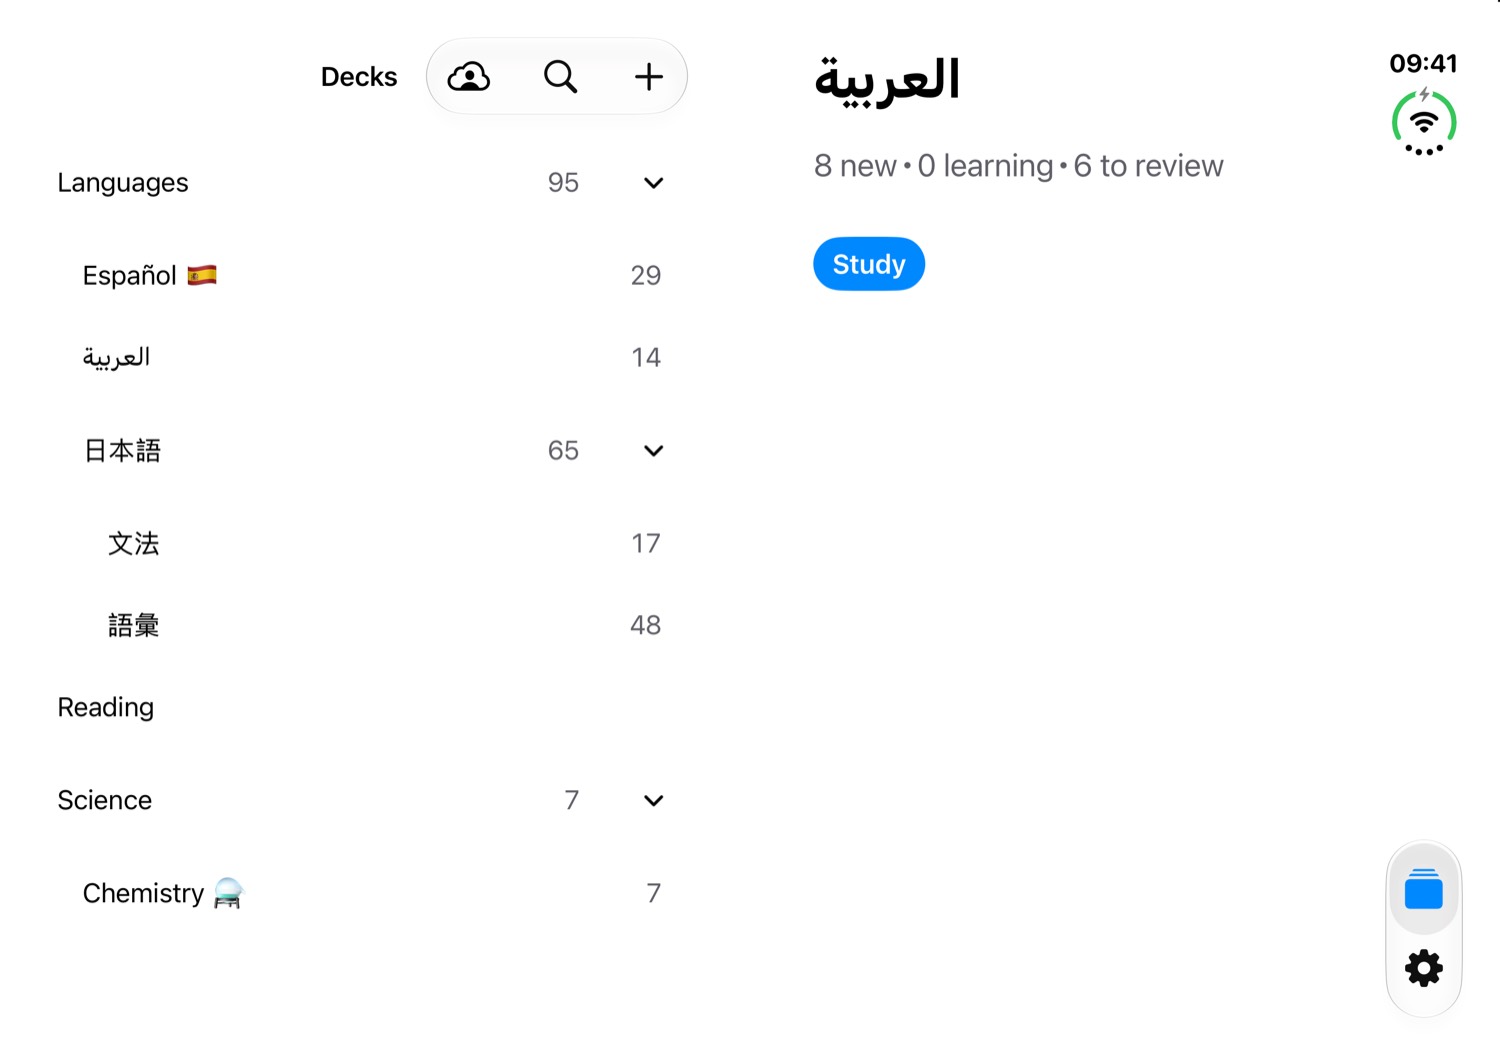 Decks
Languages 95
Español 🇪🇸 29
العربية 14
日本語 65
文法 17
語彙 48
Reading
Science 7
Chemistry 7
العربية
8 new • 0 learning • 6 to review
Study
09:41